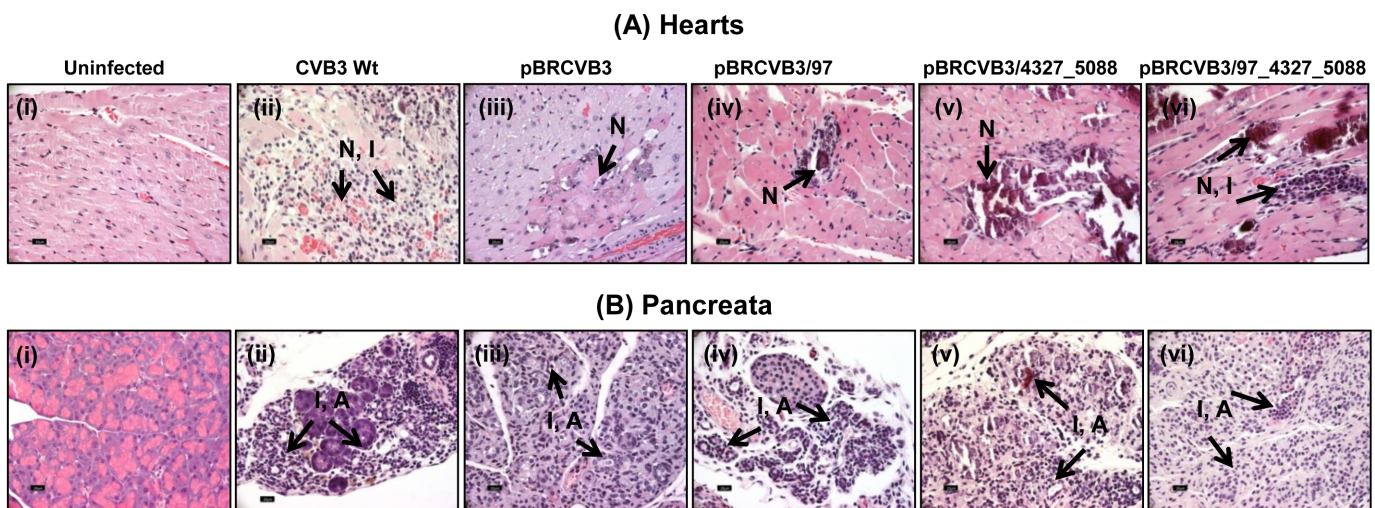 (A) Hearts
Uninfected CVB3 Wt pBRCVB3 pBRCVB3/97 pBRCVB3/4327_5088 pBRCVB3/97_4327_5088
(i) (ii) (iii) (iv) (v) (vi)
N, I N N N N, I
(B) Pancreata
(i) (ii) (iii) (iv) (v) (vi)
I, A I, A I, A I, A I, A